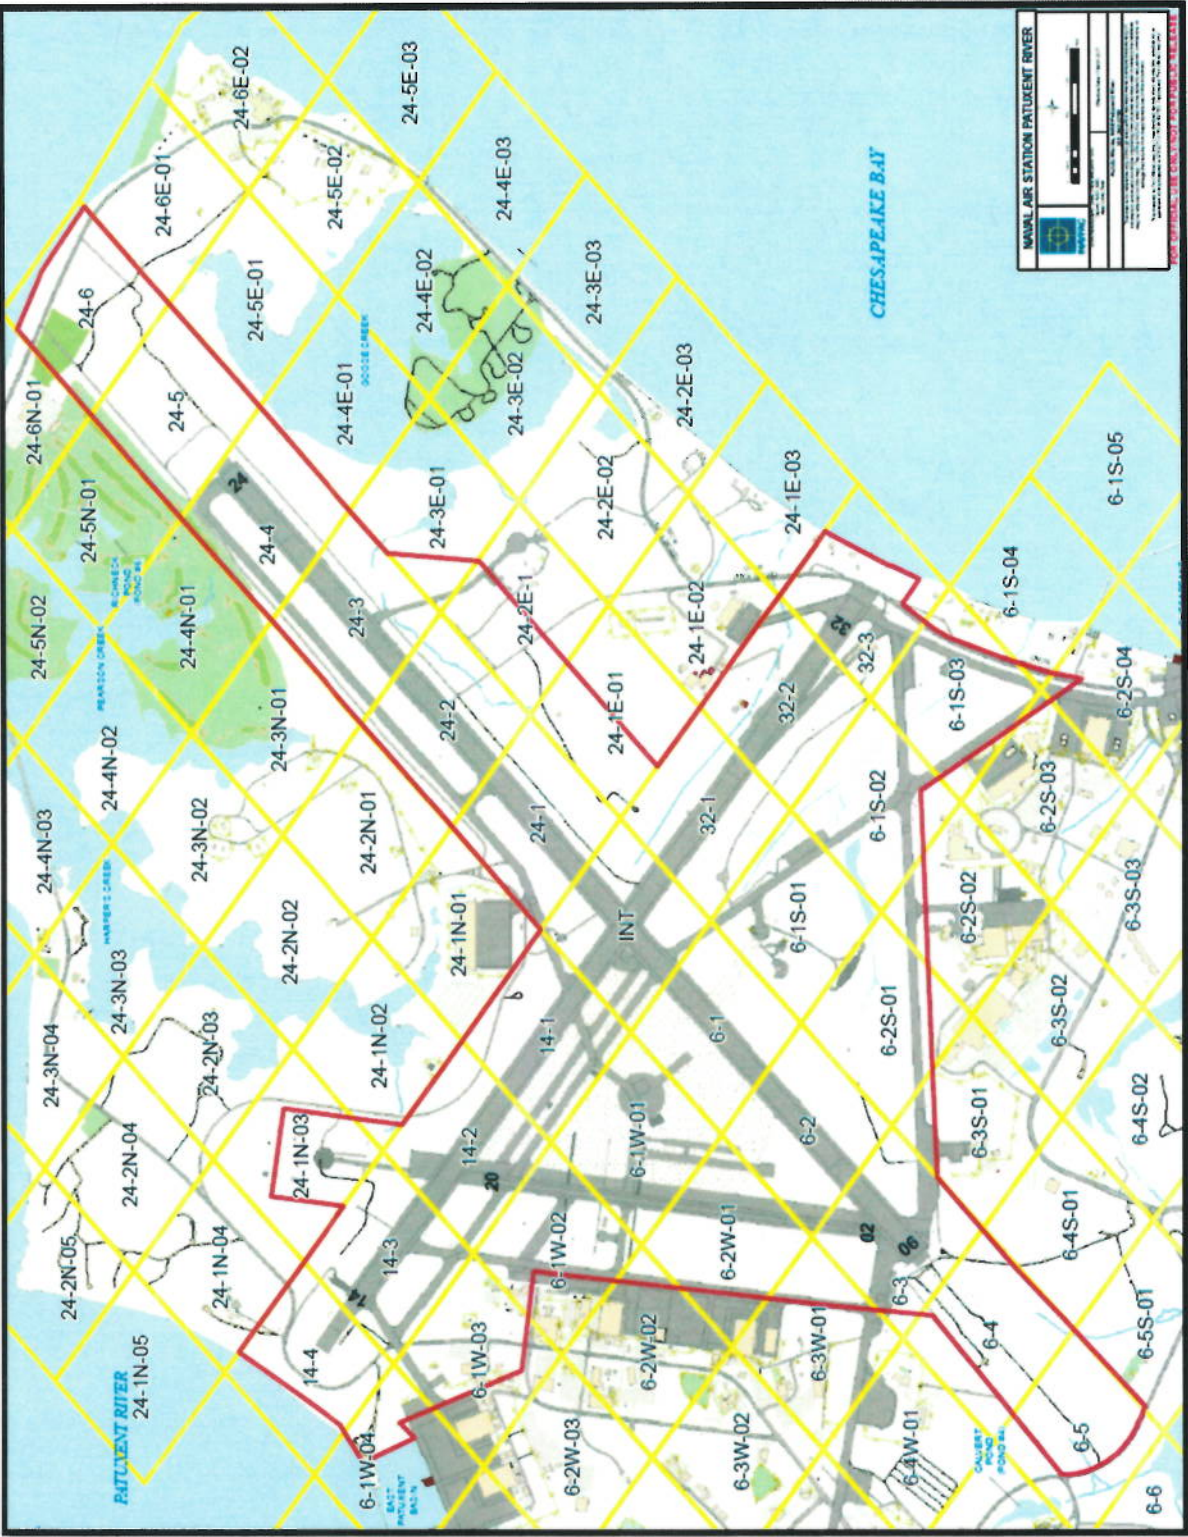 24-6E-02
24-5E-03
24-6E-01
24-5E-02
24-4E-03
24-6
24-5E-01
24-4E-02
24-3E-03
CHESAPEAKE BAY
NAVAL AIR STATION PATUXENT RIVER
NAVFAC
24-6N-01
24-5
24-4E-01
GOOSE CREEK
24-3E-02
24-2E-03
24-5N-01
24
24-4
24-3E-01
24-2E-02
24-1E-03
6-1S-05
24-5N-02
PEARSON CREEK
RICHNECK
POND
24-4N-01
24-3
24-2E-1
24-1E-02
32
32-3
6-1S-04
24-4N-02
24-3N-01
24-2
24-1E-01
32-2
6-1S-03
6-2S-04
24-4N-03
HARPER'S CREEK
24-3N-02
24-2N-01
24-1
32-1
6-1S-02
6-2S-03
24-3N-03
24-2N-02
24-1N-01
INT
6-1S-01
6-2S-02
6-3S-03
24-3N-04
24-2N-03
24-1N-02
14-1
6-1
6-2S-01
6-3S-02
24-2N-04
24-1N-03
14-2
20
6-1W-01
6-2
6-3S-01
6-4S-02
24-2N-05
24-1N-04
14-3
14
6-1W-02
6-2W-01
02
06
6-3
6-4S-01
PATUXENT RIVER
24-1N-05
14-4
6-1W-03
6-2W-02
6-3W-01
6-4
6-5S-01
6-1W-04
EAST
PATUXENT
BASIN
6-2W-03
6-3W-02
6-4W-01
CALVERT
POND
6-5
6-6